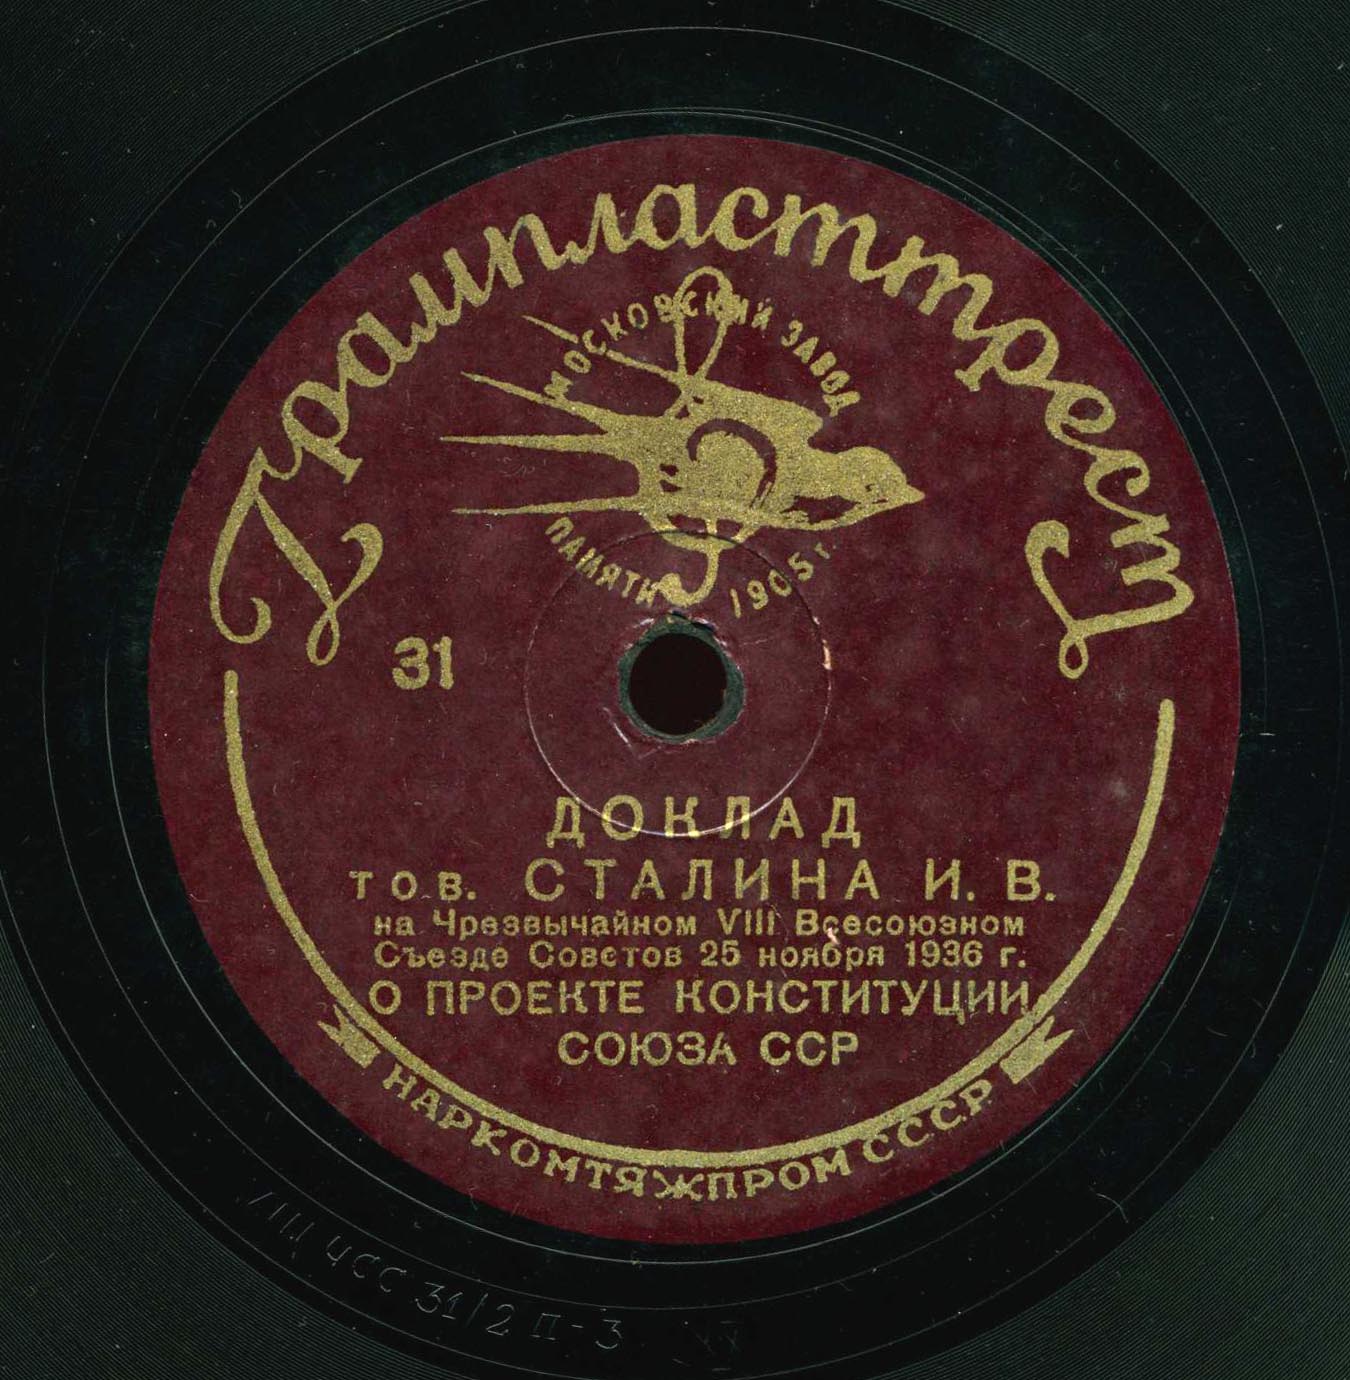 Грампласттрест
МОСКОВСКИЙ ЗАВОД
ПАМЯТИ 1905 г.
31
ДОКЛАД
тов. СТАЛИНА И. В.
на Чрезвычайном VIII Всесоюзном
Съезде Советов 25 ноября 1936 г.
О ПРОЕКТЕ КОНСТИТУЦИИ
СОЮЗА ССР
НАРКОМТЯЖПРОМ СССР
ЧСС 31/2 П-3